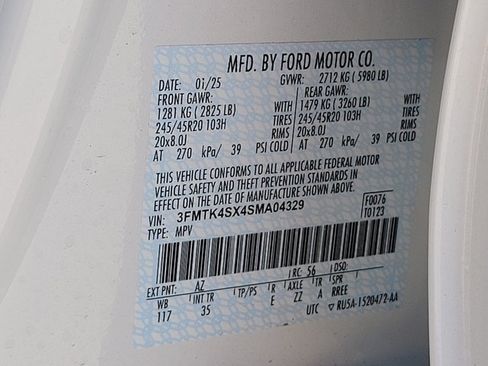 MFD. BY FORD MOTOR CO.
DATE: 01/25 GVWR: 2712 KG ( 5980 LB)
FRONT GAWR: REAR GAWR:
1281 KG ( 2825 LB) WITH 1479 KG ( 3260 LB) WITH
245/45R20 103H TIRES 245/45R20 103H TIRES
20x8.0J RIMS 20x8.0J RIMS
AT 270 kPa/ 39 PSI COLD AT 270 kPa/ 39 PSI COLD
THIS VEHICLE CONFORMS TO ALL APPLICABLE FEDERAL MOTOR
VEHICLE SAFETY AND THEFT PREVENTION STANDARDS IN
EFFECT ON THE DATE OF MANUFACTURE SHOWN ABOVE.
VIN: 3FMTK4SX4SMA04329 F0076
TYPE: MPV T0123
EXT PNT: AZ RC: 56 DSO:
WB INT TR TP/PS R AXLE TR SPR
117 35 E ZZ A RREE
UTC ▽ RU5A-1520472-AA